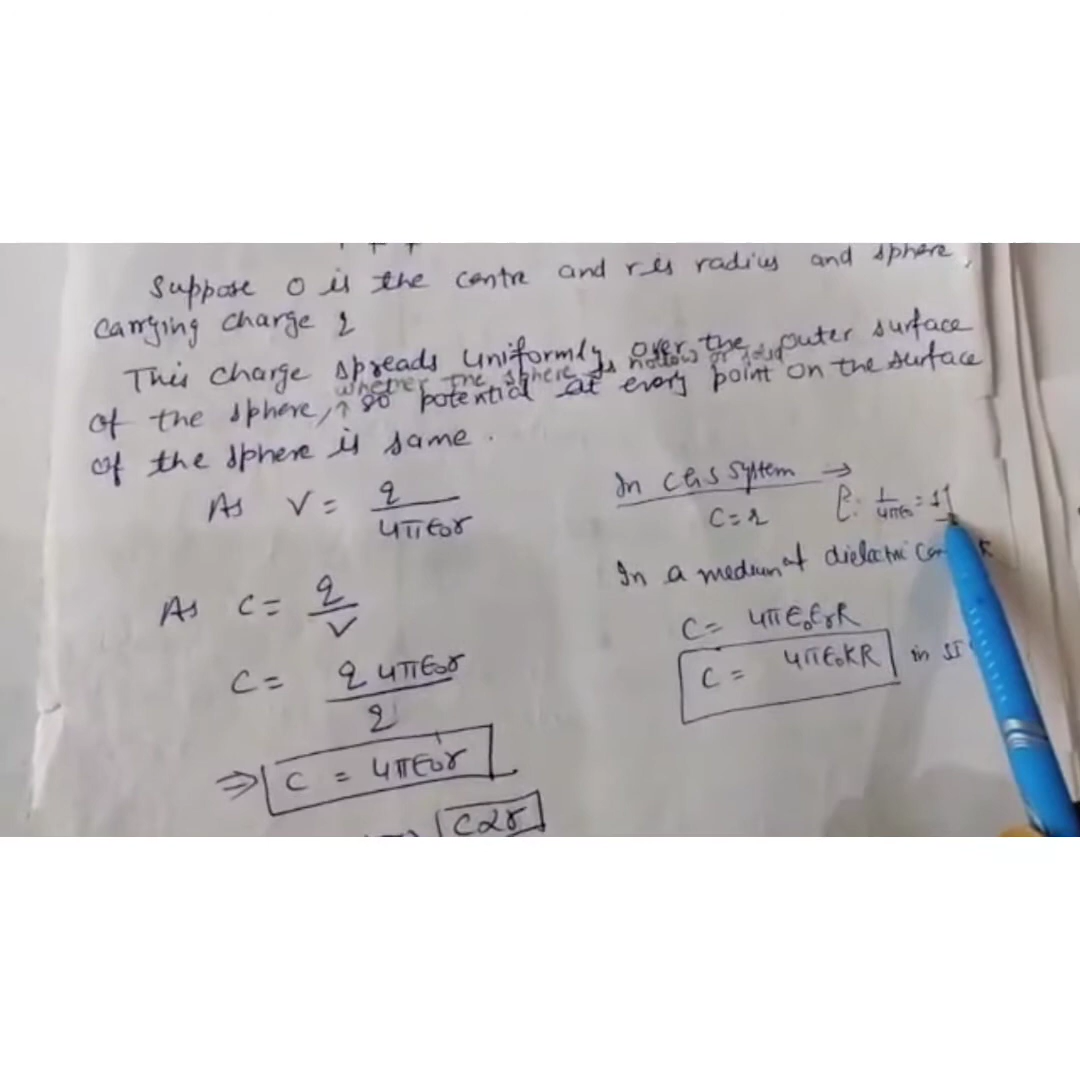 Suppose O is the centre and r is radius and sphere,
carrying charge q
This charge spreads uniformly over the outer surface
whether the sphere is hollow or solid
of the sphere, ↑ so potential at every point on the surface
of the sphere is same.
As V = q / 4πε₀r
As C = q / V
C = q 4πε₀r / q
⇒ C = 4πε₀r
C α r
In CGS System →
C = r [∵ 1/4πε₀ = 1]
In a medium of dielectric
C = 4πε₀εᵣR
C = 4πε₀KR in SI